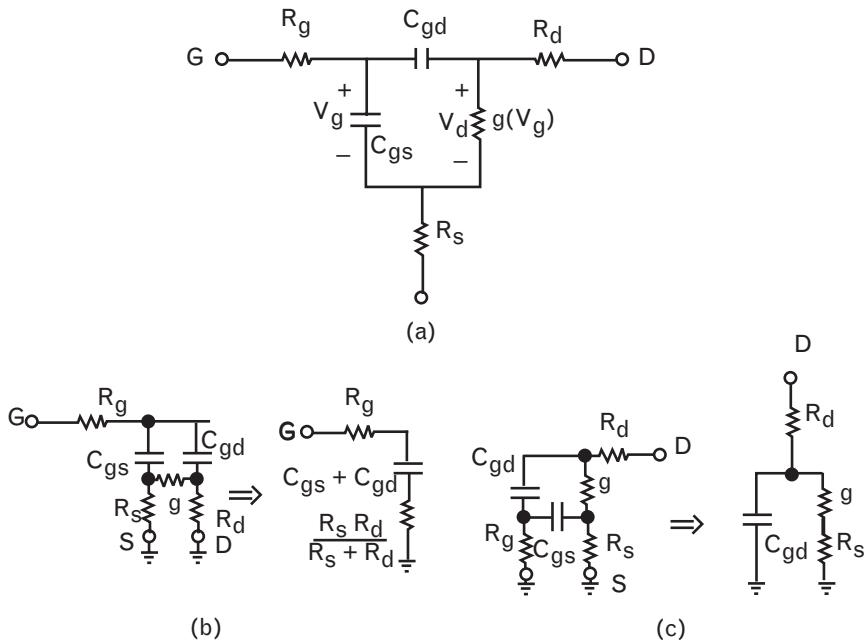 R_g
C_gd
R_d
G
D
+
V_g
–
C_gs
+
V_d
–
g(V_g)
R_s
(a)
G
R_g
C_gs
C_gd
R_s
g
R_d
S
D
R_g
G
C_gs + C_gd
R_s R_d
R_s + R_d
(b)
R_d
D
C_gd
g
R_g
C_gs
R_s
S
D
R_d
g
C_gd
R_s
(c)